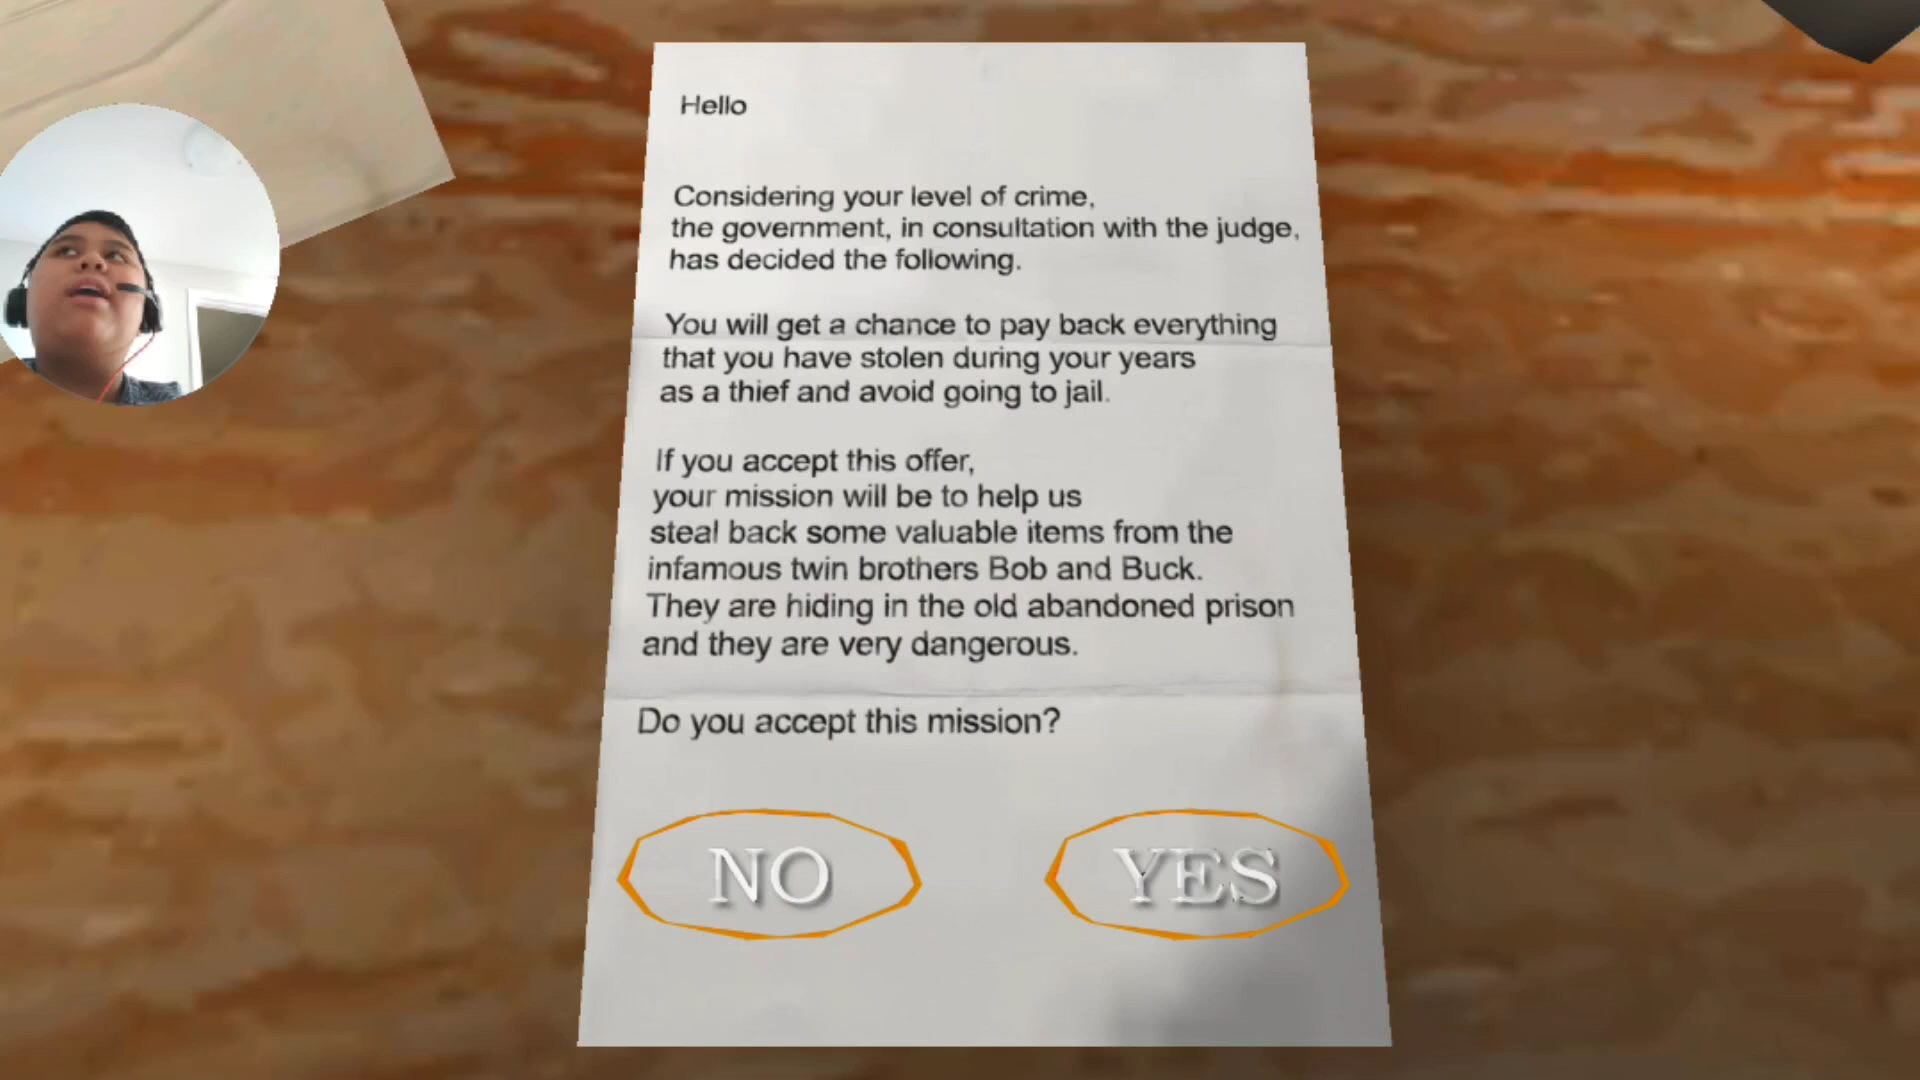 Hello
Considering your level of crime,
the government, in consultation with the judge,
has decided the following.
You will get a chance to pay back everything
that you have stolen during your years
as a thief and avoid going to jail.
If you accept this offer,
your mission will be to help us
steal back some valuable items from the
infamous twin brothers Bob and Buck.
They are hiding in the old abandoned prison
and they are very dangerous.
Do you accept this mission?
NO
YES